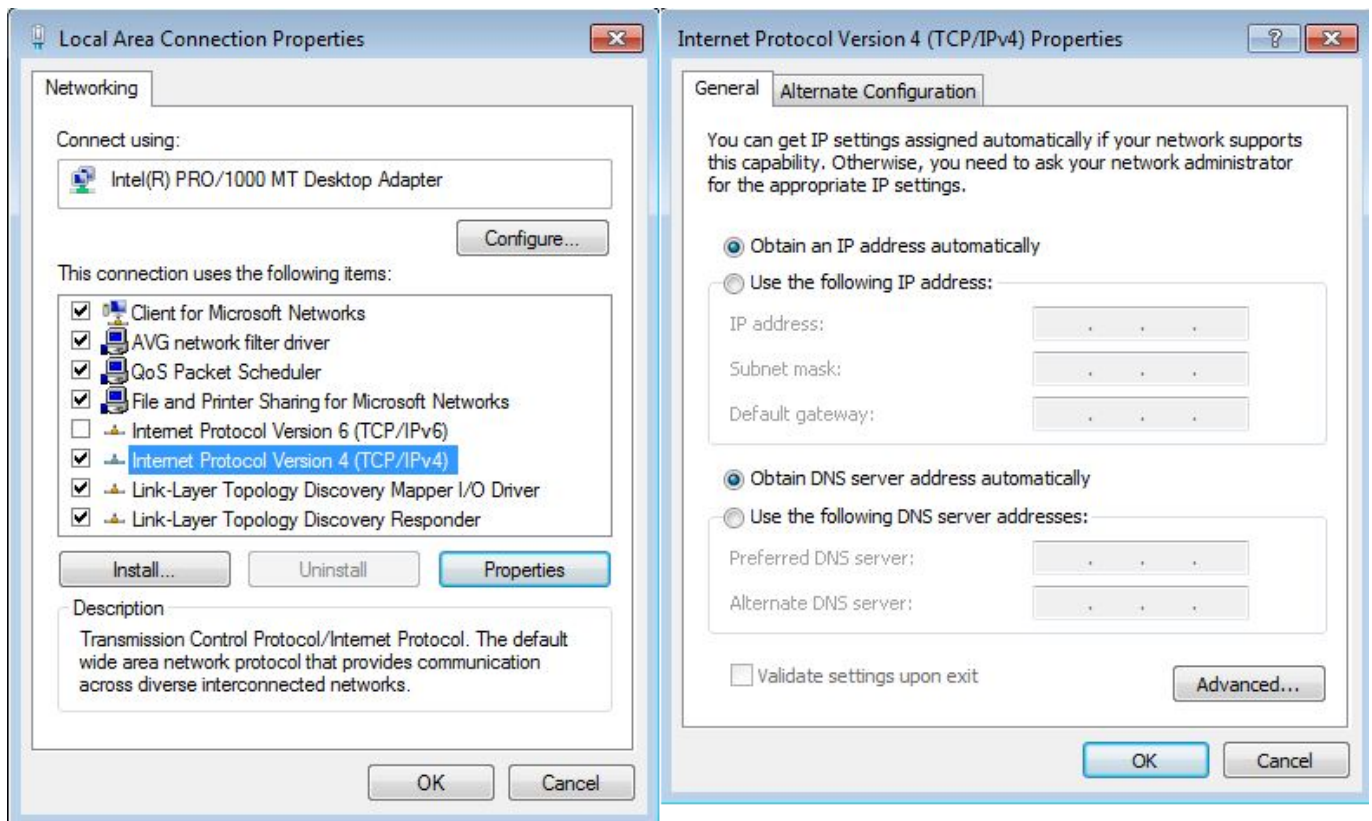 Local Area Connection Properties
Networking
Connect using:
Intel(R) PRO/1000 MT Desktop Adapter
Configure...
This connection uses the following items:
Client for Microsoft Networks
AVG network filter driver
QoS Packet Scheduler
File and Printer Sharing for Microsoft Networks
Internet Protocol Version 6 (TCP/IPv6)
Internet Protocol Version 4 (TCP/IPv4)
Link-Layer Topology Discovery Mapper I/O Driver
Link-Layer Topology Discovery Responder
Install... Uninstall Properties
Description
Transmission Control Protocol/Internet Protocol. The default
wide area network protocol that provides communication
across diverse interconnected networks.
OK Cancel
Internet Protocol Version 4 (TCP/IPv4) Properties
?
General Alternate Configuration
You can get IP settings assigned automatically if your network supports
this capability. Otherwise, you need to ask your network administrator
for the appropriate IP settings.
Obtain an IP address automatically
Use the following IP address:
IP address: . . .
Subnet mask: . . .
Default gateway: . . .
Obtain DNS server address automatically
Use the following DNS server addresses:
Preferred DNS server: . . .
Alternate DNS server: . . .
Validate settings upon exit
Advanced...
OK Cancel